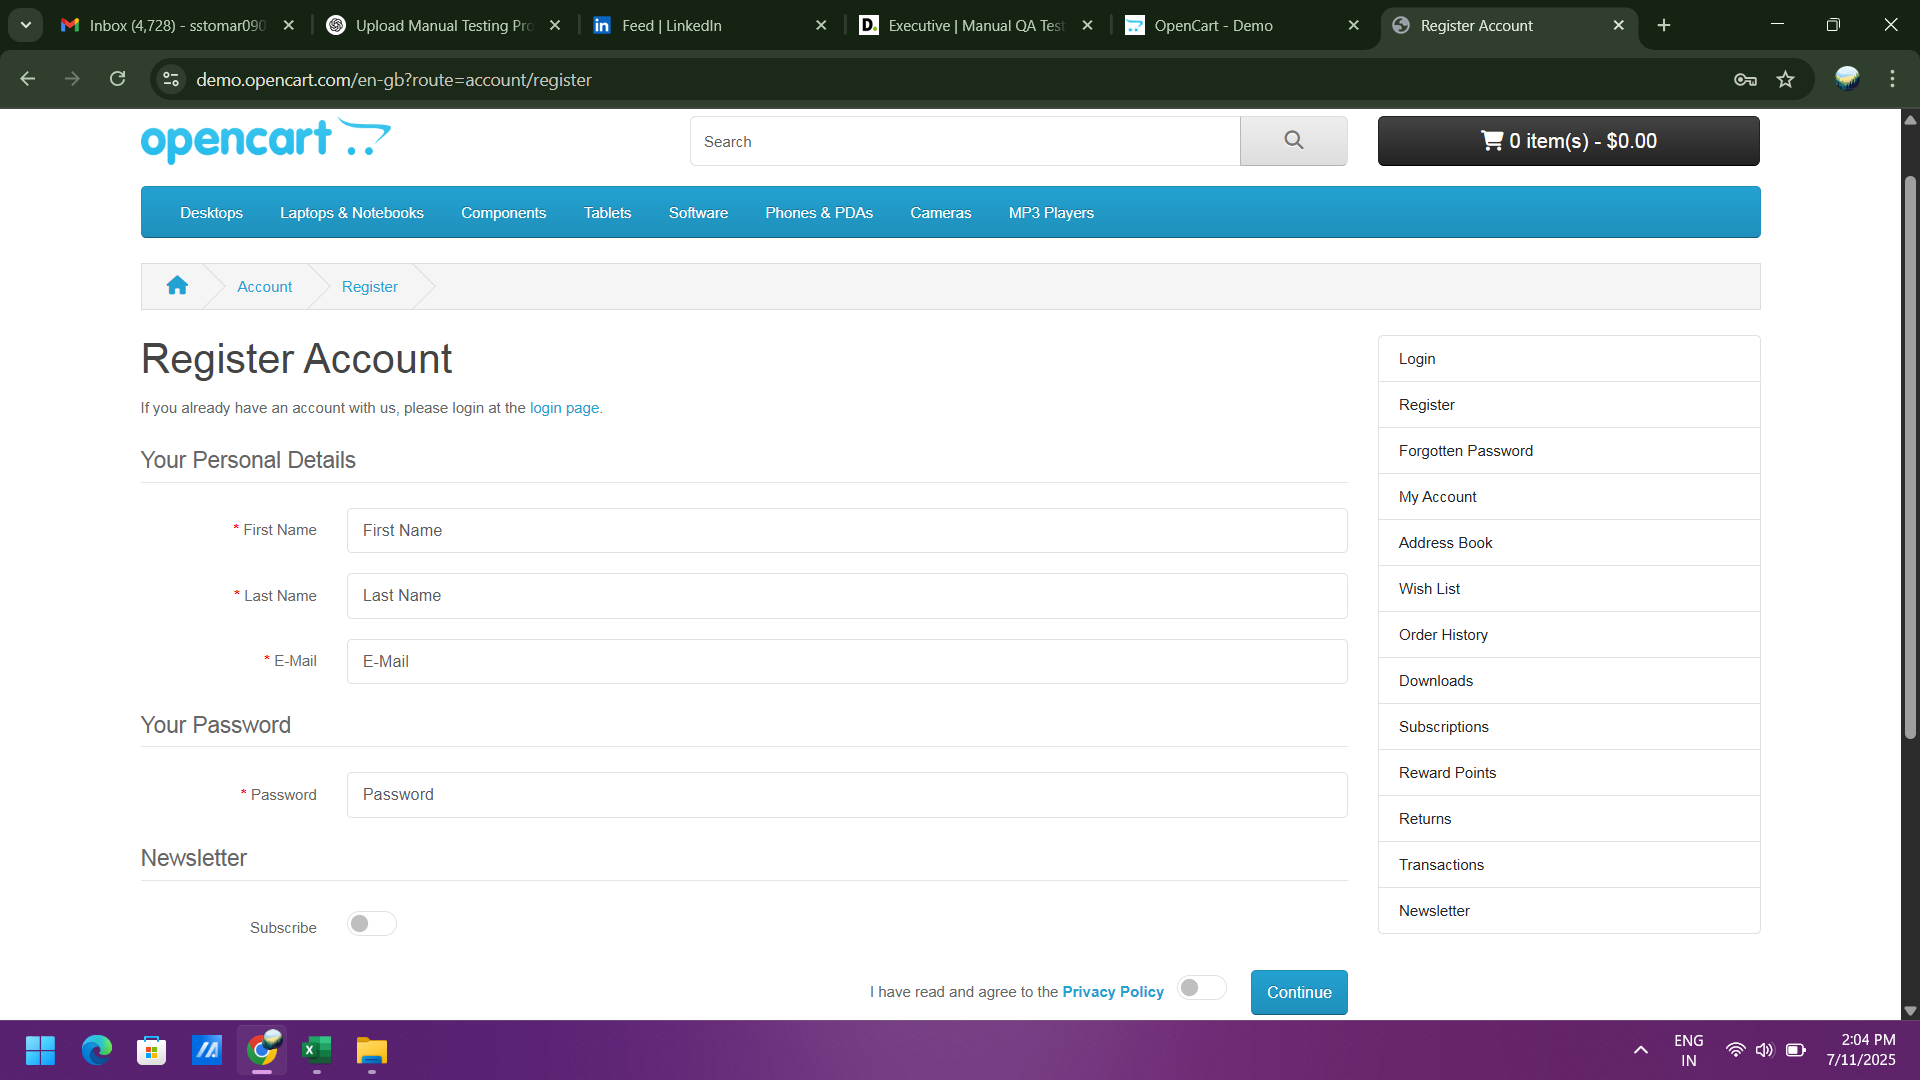 Inbox (4,728) - sstomar090
Upload Manual Testing Pro
Feed | LinkedIn
Executive | Manual QA Test
OpenCart - Demo
Register Account
demo.opencart.com/en-gb?route=account/register
opencart
Search
0 item(s) - $0.00
Desktops
Laptops & Notebooks
Components
Tablets
Software
Phones & PDAs
Cameras
MP3 Players
Account
Register
Register Account
If you already have an account with us, please login at the login page.
Your Personal Details
* First Name
First Name
* Last Name
Last Name
* E-Mail
E-Mail
Your Password
* Password
Password
Newsletter
Subscribe
I have read and agree to the Privacy Policy
Continue
Login
Register
Forgotten Password
My Account
Address Book
Wish List
Order History
Downloads
Subscriptions
Reward Points
Returns
Transactions
Newsletter
ENG
IN
2:04 PM
7/11/2025